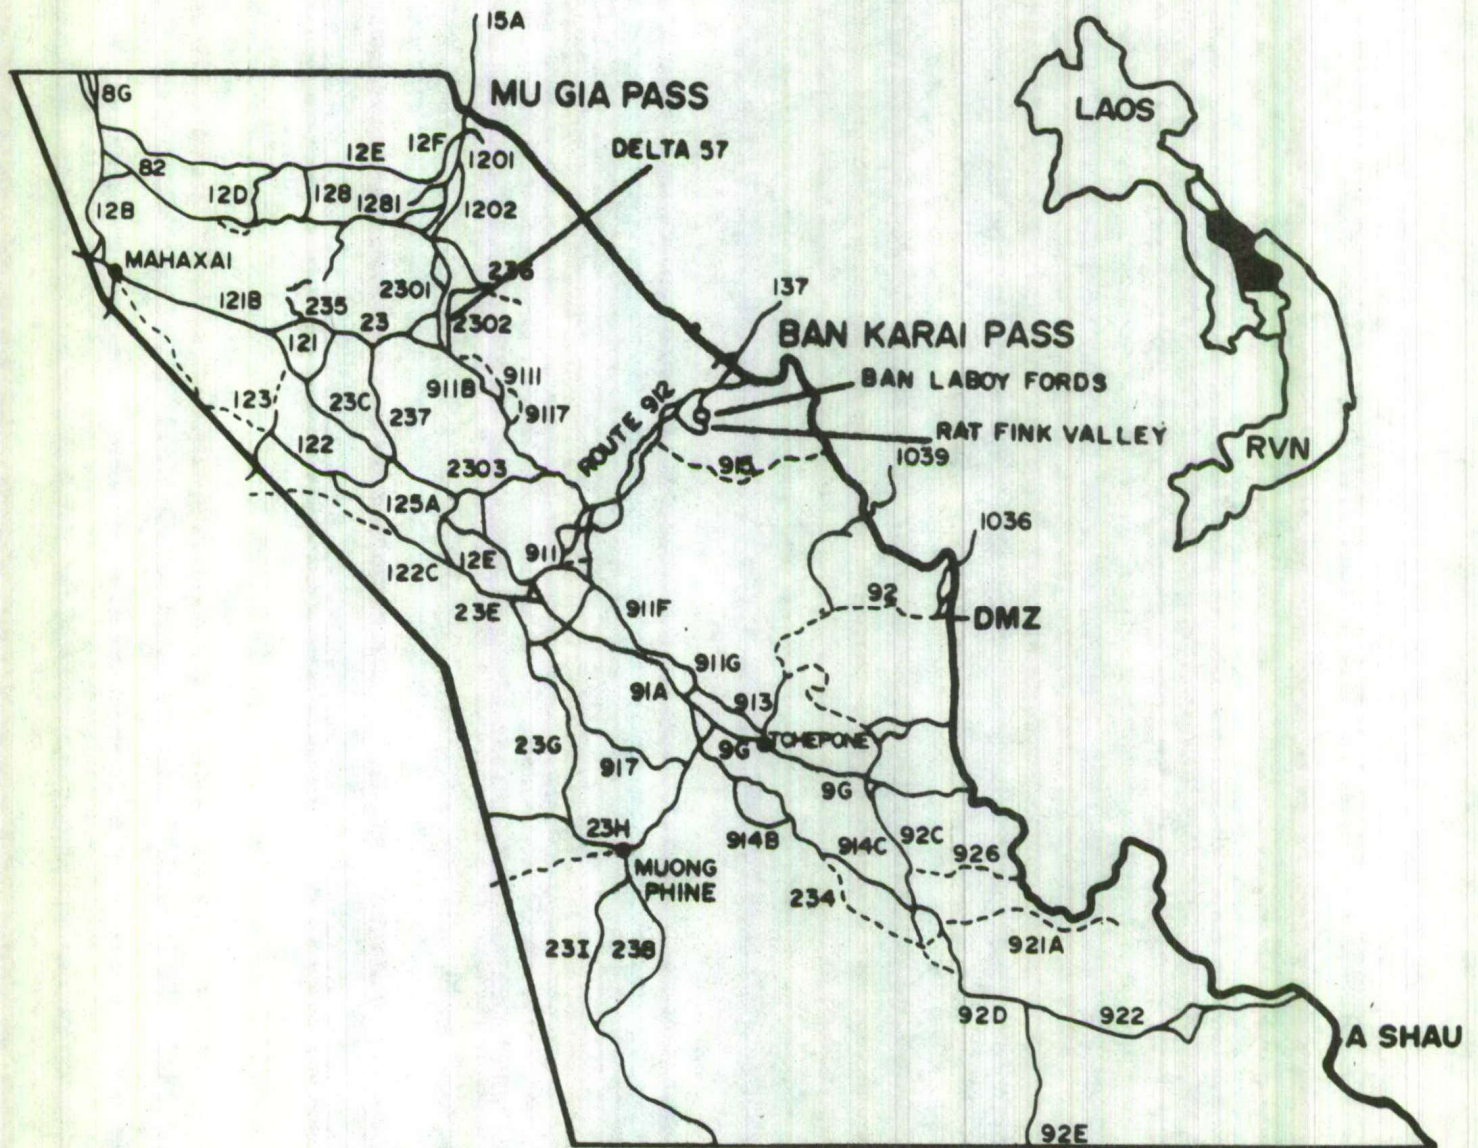 15A
8G
MU GIA PASS
LAOS
DELTA 57
12E
12F
1201
82
12D
128
1281
1202
12B
MAHAXAI
236
121B
235
2301
137
23
2302
BAN KARAI PASS
121
9111
BAN LABOY FORDS
911B
123
23C
237
9117
ROUTE 912
RAT FINK VALLEY
RVN
122
915
1039
2303
125A
1036
911
12E
122C
92
23E
911F
DMZ
911G
91A
913
23G
9G
TCHEPONE
917
9G
23H
914B
914C
92C
926
MUONG
PHINE
234
23I
23B
921A
92D
922
A SHAU
92E